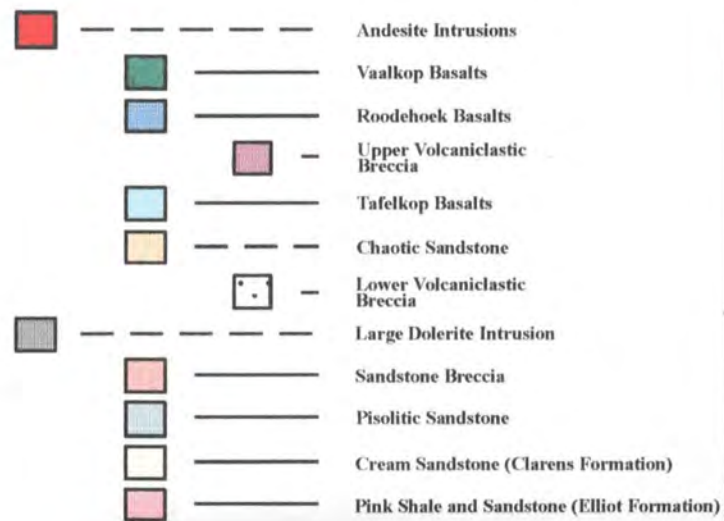 Andesite Intrusions
Vaalkop Basalts
Roodehoek Basalts
Upper Volcaniclastic
Breccia
Tafelkop Basalts
Chaotic Sandstone
Lower Volcaniclastic
Breccia
Large Dolerite Intrusion
Sandstone Breccia
Pisolitic Sandstone
Cream Sandstone (Clarens Formation)
Pink Shale and Sandstone (Elliot Formation)